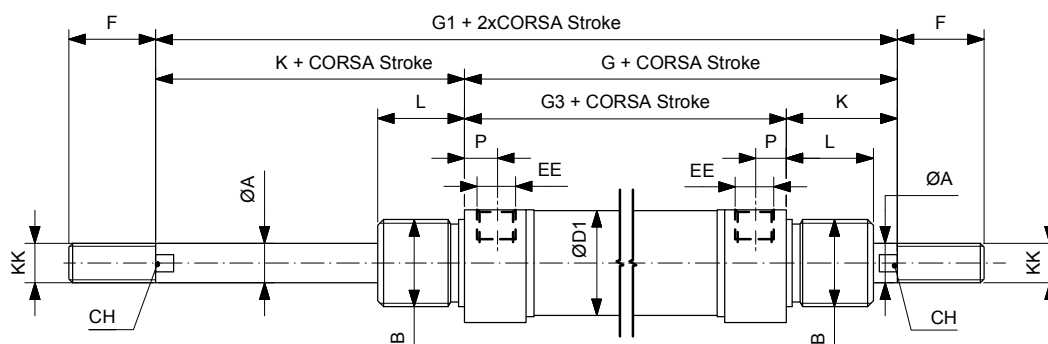 F
G1 + 2xCORSA Stroke
F
K + CORSA Stroke
G + CORSA Stroke
L
G3 + CORSA Stroke
K
P
P
L
EE
EE
ØA
ØA
KK
ØD1
KK
CH
B
B
CH